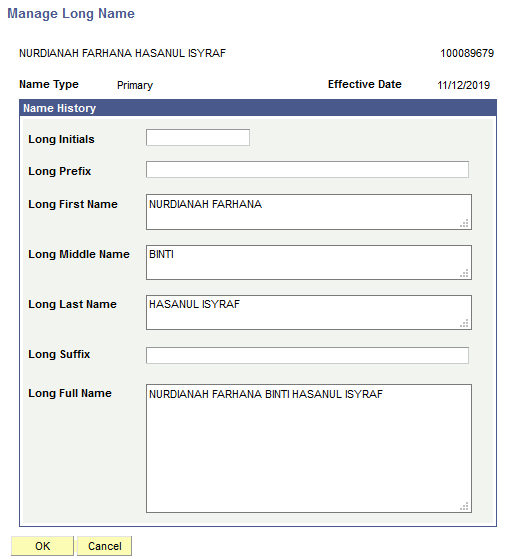 Manage Long Name
NURDIANAH FARHANA HASANUL ISYRAF 100089679
Name Type Primary Effective Date 11/12/2019
Name History
Long Initials
Long Prefix
Long First Name NURDIANAH FARHANA
Long Middle Name BINTI
Long Last Name HASANUL ISYRAF
Long Suffix
Long Full Name NURDIANAH FARHANA BINTI HASANUL ISYRAF
OK Cancel